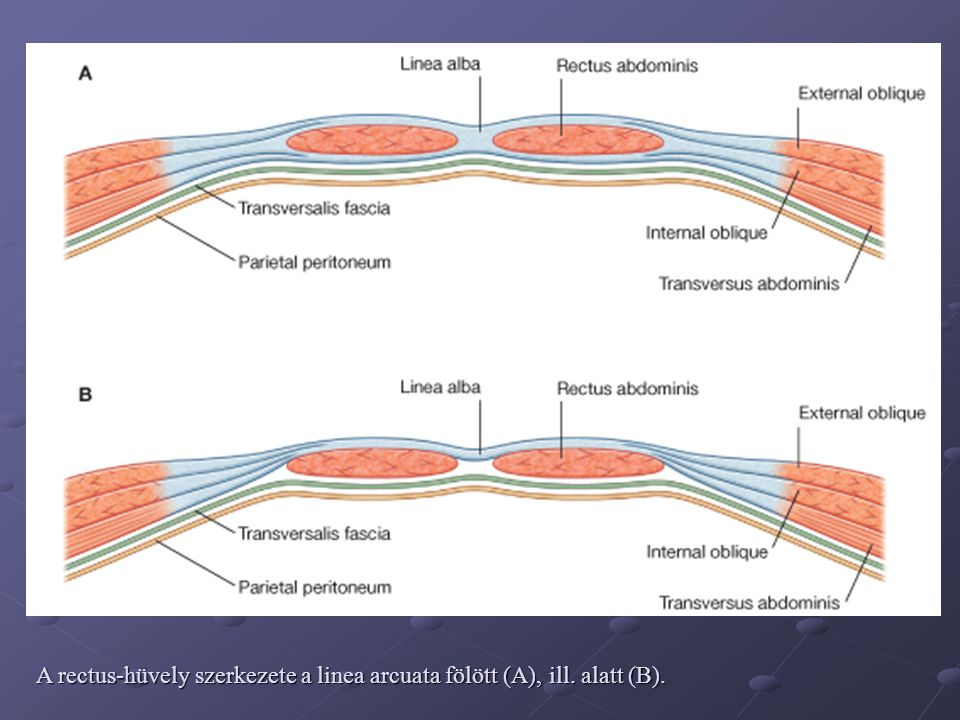 A
Linea alba
Rectus abdominis
External oblique
Transversalis fascia
Internal oblique
Parietal peritoneum
Transversus abdominis
B
Linea alba
Rectus abdominis
External oblique
Transversalis fascia
Internal oblique
Parietal peritoneum
Transversus abdominis
A rectus-hüvely szerkezete a linea arcuata fölött (A), ill. alatt (B).